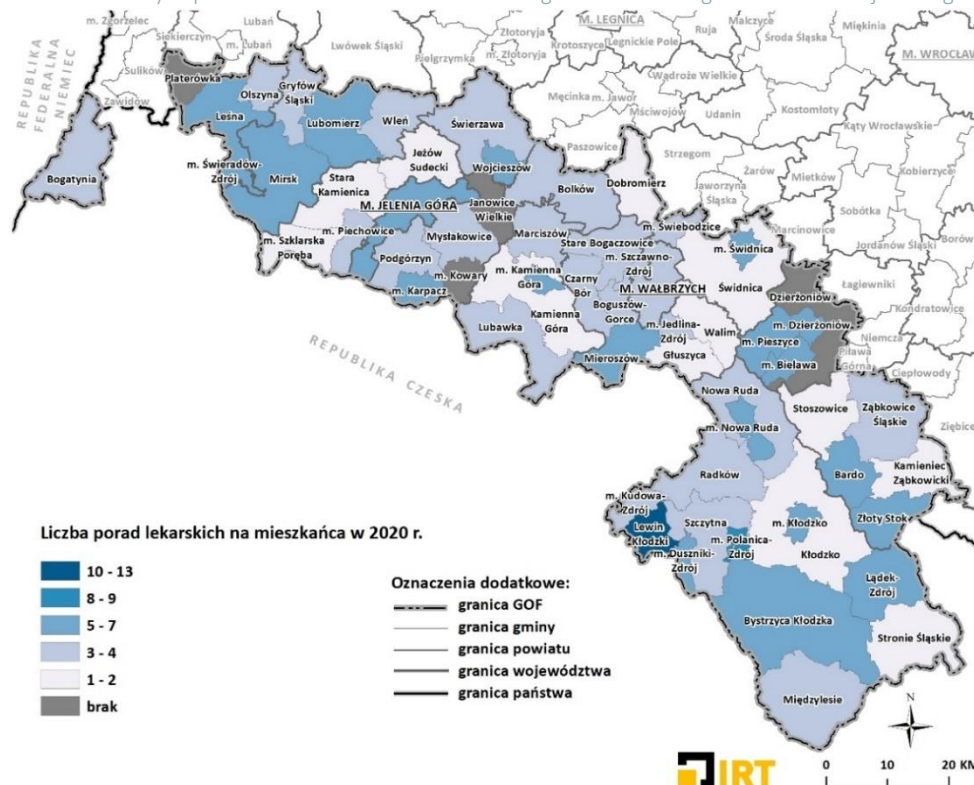 m. Zgorzelec
Lubań
Siekierczyn
m. Lubań
Sulików
Zawidów
Lwówek Śląski
Pielgrzymka
Złotoryja
m. Złotoryja
M. LEGNICA
Krotoszyce
Legnickie Pole
Ruja
Malczyce
Miękinia
Środa Śląska
M. WROCŁAW
Wądroże Wielkie
Męcinka
m. Jawor
Mściwojów
Udanin
Kostomłoty
Kąty Wrocławskie
Kobierzyce
Paszowice
Strzegom
Żarów
Mietków
Jaworzyna
Śląska
Sobótka
Marcinowice
Jordanów Śląski
Borów
Łagiewniki
Kondratowice
Niemcza
Piława
Górna
Ciepłowody
Ziębice
REPUBLIKA
FEDERALNA
NIEMIEC
REPUBLIKA CZESKA
Platerówka
Olszyna
Gryfów
Śląski
Leśna
Lubomierz
Wleń
Świerzawa
Bogatynia
m. Świeradów-
Zdrój
Mirsk
Stara
Kamienica
Jeżów
Sudecki
Wojcieszów
Bolków
Dobromierz
M. JELENIA GÓRA
Janowice
Wielkie
m. Piechowice
Mysłakowice
Marciszów
m. Świebodzice
m. Szklarska
Poręba
Podgórzyn
Stare Bogaczowice
m. Świdnica
m. Szczawno-
Zdrój
m. Kowary
m. Kamienna
Góra
Czarny
Bór
M. WAŁBRZYCH
Świdnica
m. Karpacz
Boguszów-
Gorce
Dzierżoniów
Lubawka
Kamienna
Góra
m. Jedlina-
Zdrój
Walim
m. Dzierżoniów
m. Pieszyce
Mieroszów
Głuszyca
m. Bielawa
Nowa Ruda
Stoszowice
Ząbkowice
Śląskie
m. Nowa Ruda
Radków
Bardo
Kamieniec
Ząbkowicki
m. Kudowa-
Zdrój
Lewin
Kłodzki
Szczytna
m. Kłodzko
Złoty Stok
m. Polanica-
Zdrój
Kłodzko
m. Duszniki-
Zdrój
Lądek-
Zdrój
Bystrzyca Kłodzka
Stronie Śląskie
Międzylesie
Liczba porad lekarskich na mieszkańca w 2020 r.
10 - 13
8 - 9
5 - 7
3 - 4
1 - 2
brak
Oznaczenia dodatkowe:
granica GOF
granica gminy
granica powiatu
granica województwa
granica państwa
N
IRT
0 10 20 KM